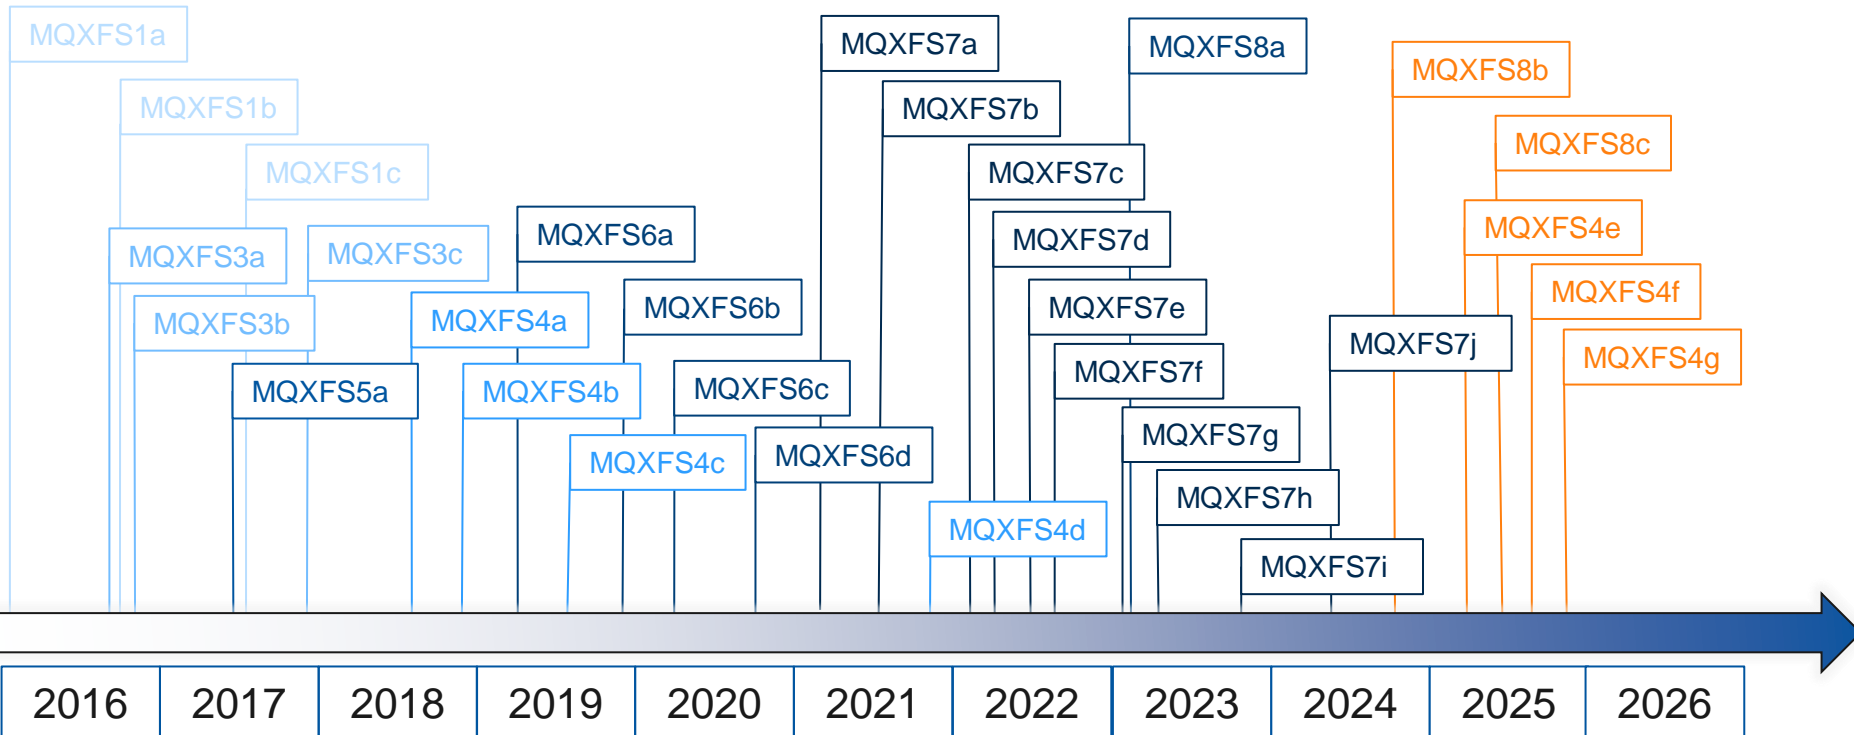 MQXFS1a
MQXFS7a
MQXFS8a
MQXFS8b
MQXFS1b
MQXFS7b
MQXFS8c
MQXFS1c
MQXFS7c
MQXFS4e
MQXFS6a
MQXFS7d
MQXFS3a
MQXFS3c
MQXFS4f
MQXFS7e
MQXFS6b
MQXFS3b
MQXFS4a
MQXFS7j
MQXFS4g
MQXFS7f
MQXFS5a
MQXFS4b
MQXFS6c
MQXFS7g
MQXFS4c
MQXFS6d
MQXFS7h
MQXFS4d
MQXFS7i
2016 2017 2018 2019 2020 2021 2022 2023 2024 2025 2026